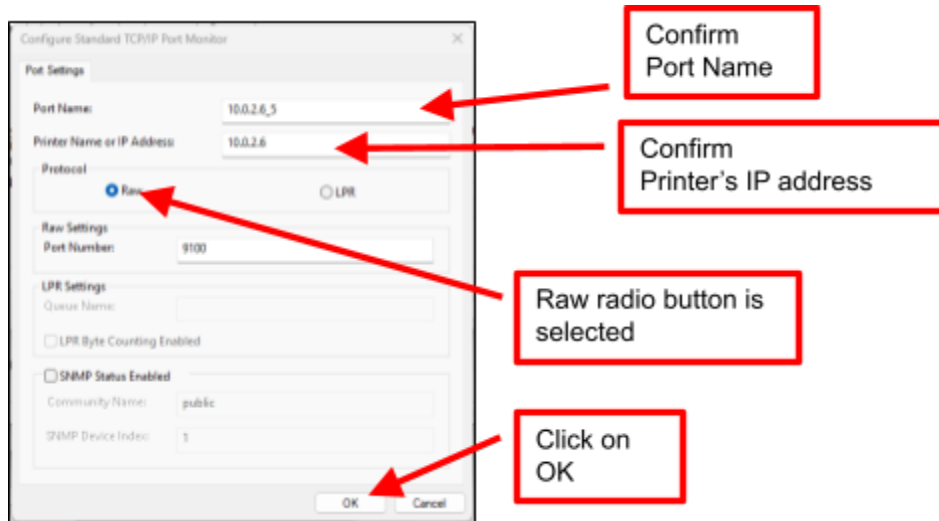 Configure Standard TCP/IP Port Monitor
Port Settings
Port Name: 10.0.2.6_5
Printer Name or IP Address: 10.0.2.6
Protocol
Raw LPR
Raw Settings
Port Number: 9100
LPR Settings
Queue Name:
LPR Byte Counting Enabled
SNMP Status Enabled
Community Name: public
SNMP Device Index: 1
OK Cancel
Confirm
Port Name
Confirm
Printer's IP address
Raw radio button is
selected
Click on
OK